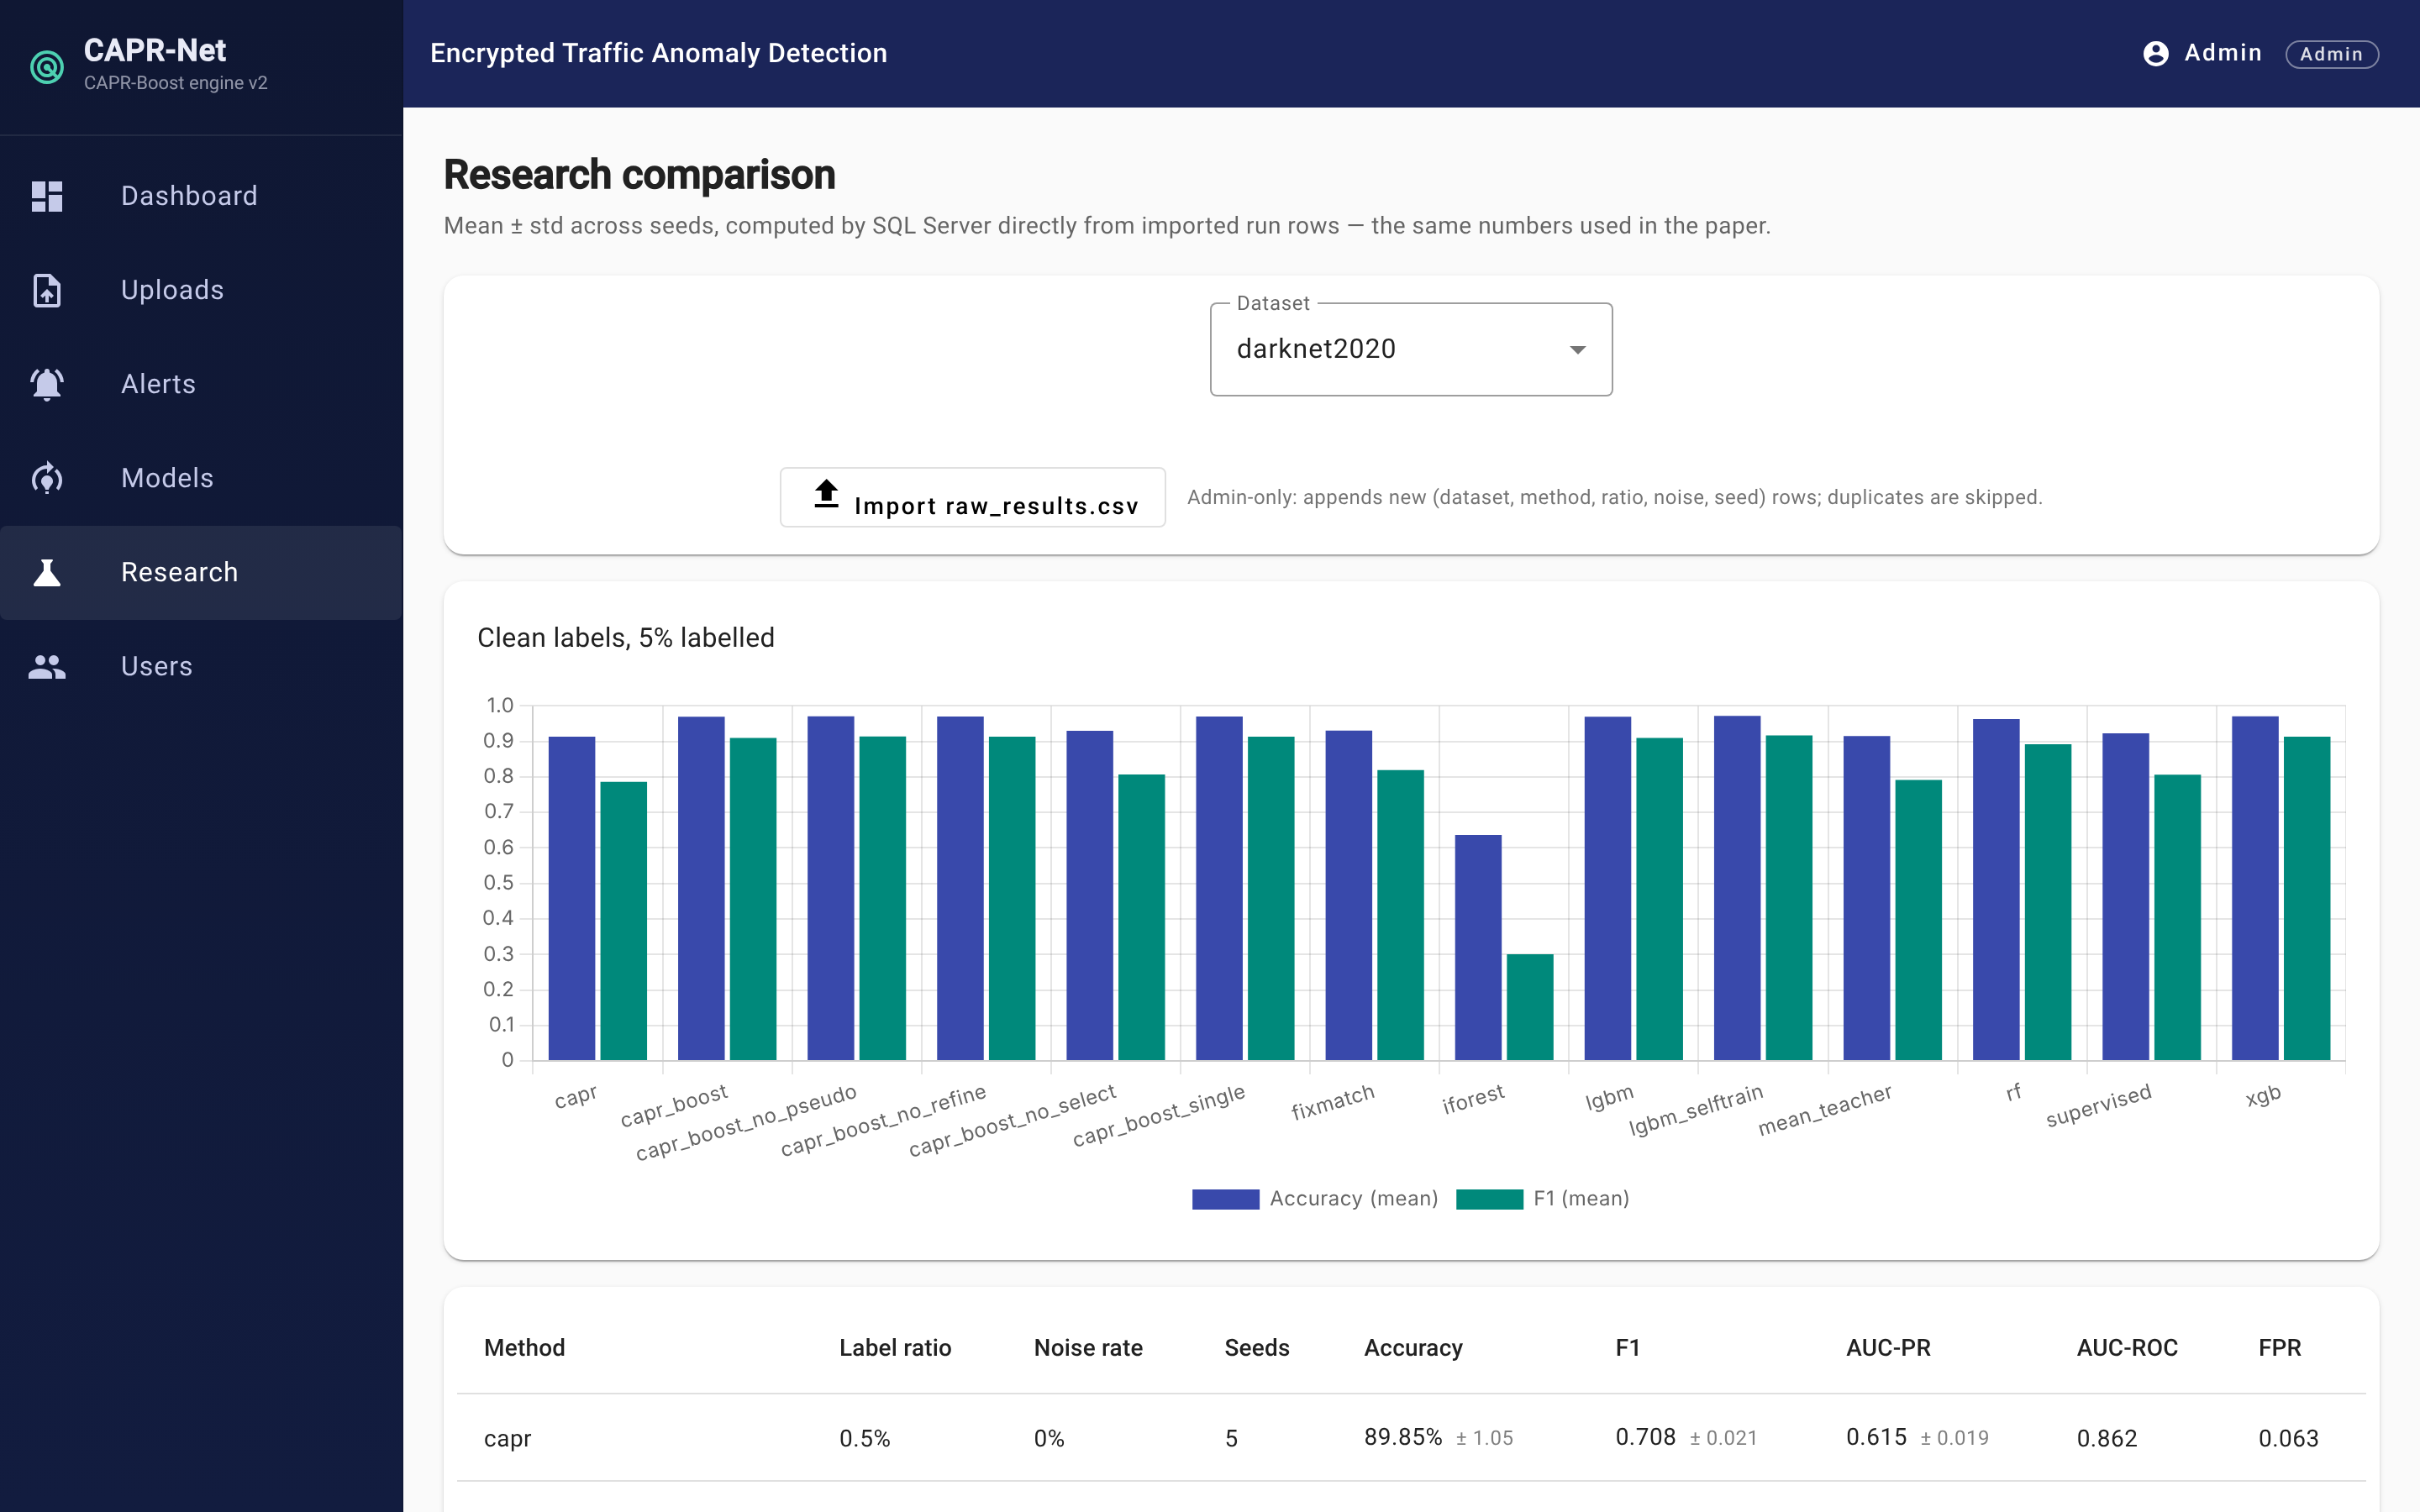 CAPR-Net
CAPR-Boost engine v2
Dashboard
Uploads
Alerts
Models
Research
Users
Encrypted Traffic Anomaly Detection
Admin Admin
Research comparison
Mean ± std across seeds, computed by SQL Server directly from imported run rows — the same numbers used in the paper.
Dataset
darknet2020
Import raw_results.csv
Admin-only: appends new (dataset, method, ratio, noise, seed) rows; duplicates are skipped.
Clean labels, 5% labelled
1.0
0.9
0.8
0.7
0.6
0.5
0.4
0.3
0.2
0.1
0
capr
capr_boost
capr_boost_no_pseudo
capr_boost_no_refine
capr_boost_no_select
capr_boost_single
fixmatch
iforest
lgbm
lgbm_selftrain
mean_teacher
rf
supervised
xgb
Accuracy (mean) F1 (mean)
Method Label ratio Noise rate Seeds Accuracy F1 AUC-PR AUC-ROC FPR
capr 0.5% 0% 5 89.85% ± 1.05 0.708 ± 0.021 0.615 ± 0.019 0.862 0.063